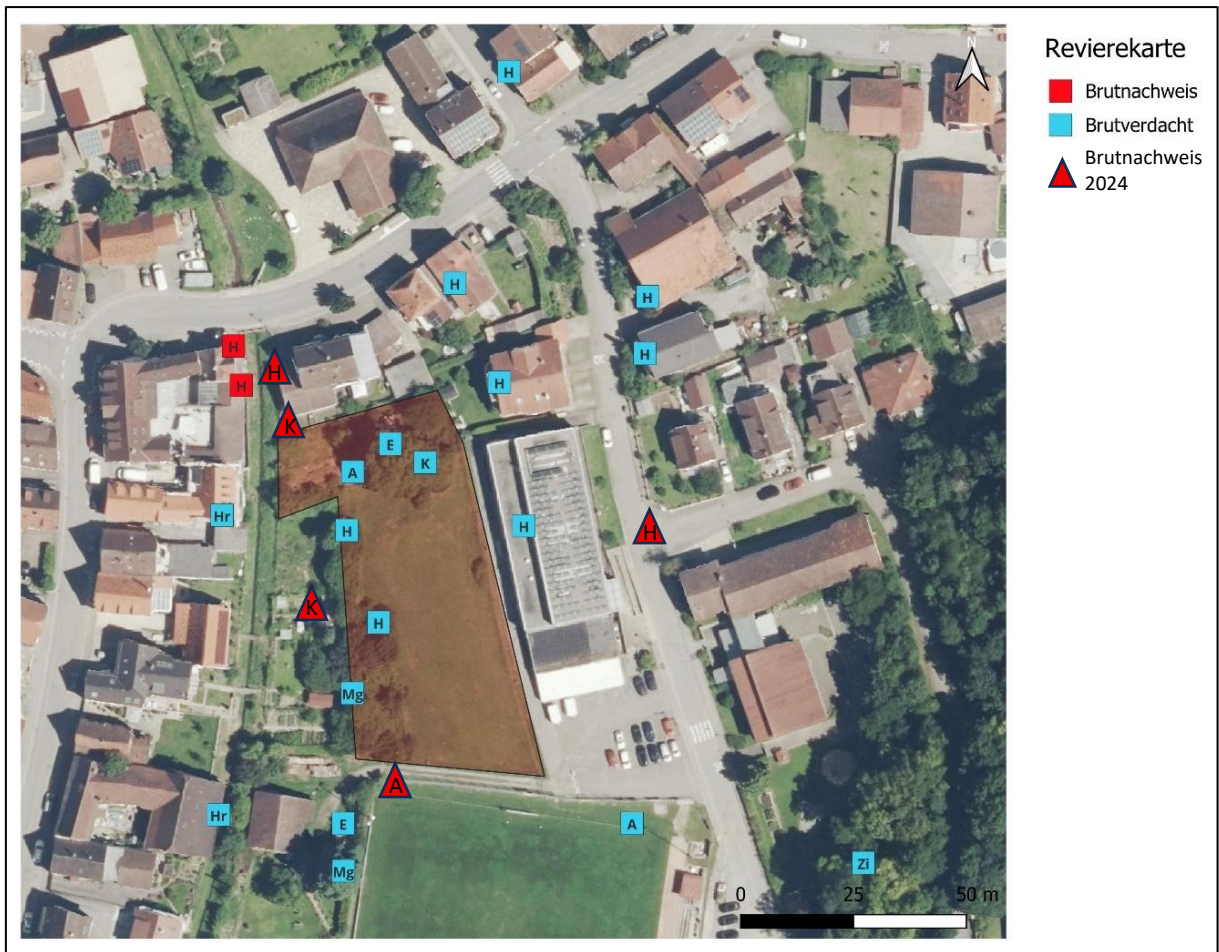 Revierekarte
N
Brutnachweis
Brutverdacht
Brutnachweis
2024
H
H
H
H
H
H
H
H
K
E
K
A
Hr
H
H
H
K
H
Mg
A
Hr
E
A
Mg
Zi
0 25 50 m